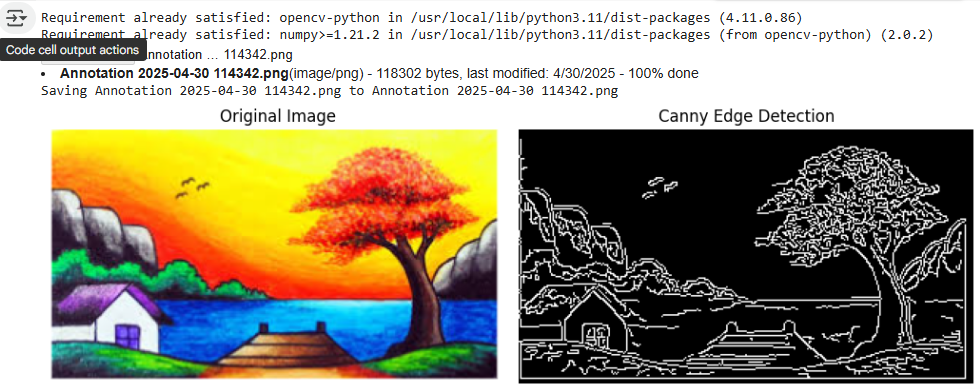 Requirement already satisfied: opencv-python in /usr/local/lib/python3.11/dist-packages (4.11.0.86)
Requirement already satisfied: numpy>=1.21.2 in /usr/local/lib/python3.11/dist-packages (from opencv-python) (2.0.2)
Code cell output actions
nnotation … 114342.png
• Annotation 2025-04-30 114342.png(image/png) - 118302 bytes, last modified: 4/30/2025 - 100% done
Saving Annotation 2025-04-30 114342.png to Annotation 2025-04-30 114342.png
Original Image
Canny Edge Detection